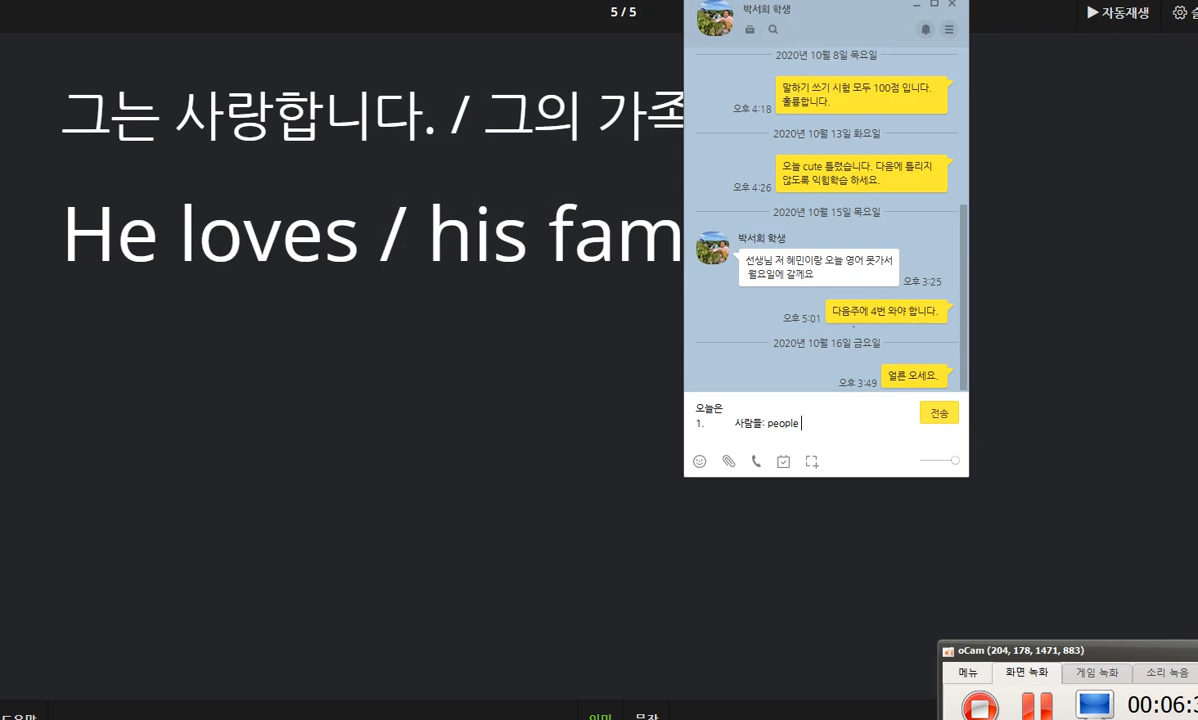 5 / 5
자동재생
그는 사랑합니다. / 그의
He loves / his fam
박서희 학생
2020년 10월 8일 목요일
말하기 쓰기 시험 모두 100점 입니다.
훌륭합니다.
오후 4:18
2020년 10월 13일 화요일
오늘 cute 틀렸습니다. 다음에 틀리지
않도록 익힘학습 하세요.
오후 4:26
2020년 10월 15일 목요일
박서희 학생
선생님 저 혜민이랑 오늘 영어 못가서
월요일에 갈께요
오후 3:25
다음주에 4번 와야 합니다.
오후 5:01
2020년 10월 16일 금요일
얼른 오세요.
오후 3:49
오늘은
1. 사람들: people
전송
oCam (204, 178, 1471, 883)
메뉴
화면 녹화
게임 녹화
소리 녹음
00:06: